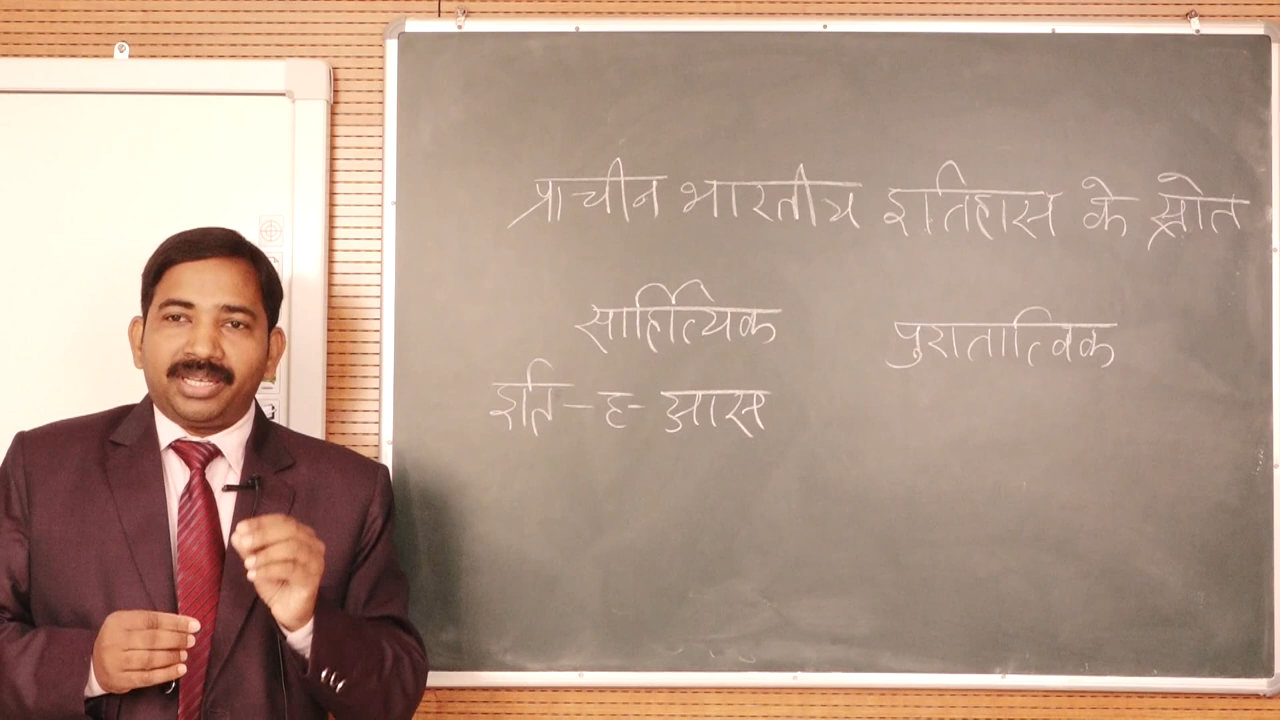 प्राचीन भारतीय इतिहास के स्रोत
साहित्यिक पुरातात्विक
इति-ह-आस